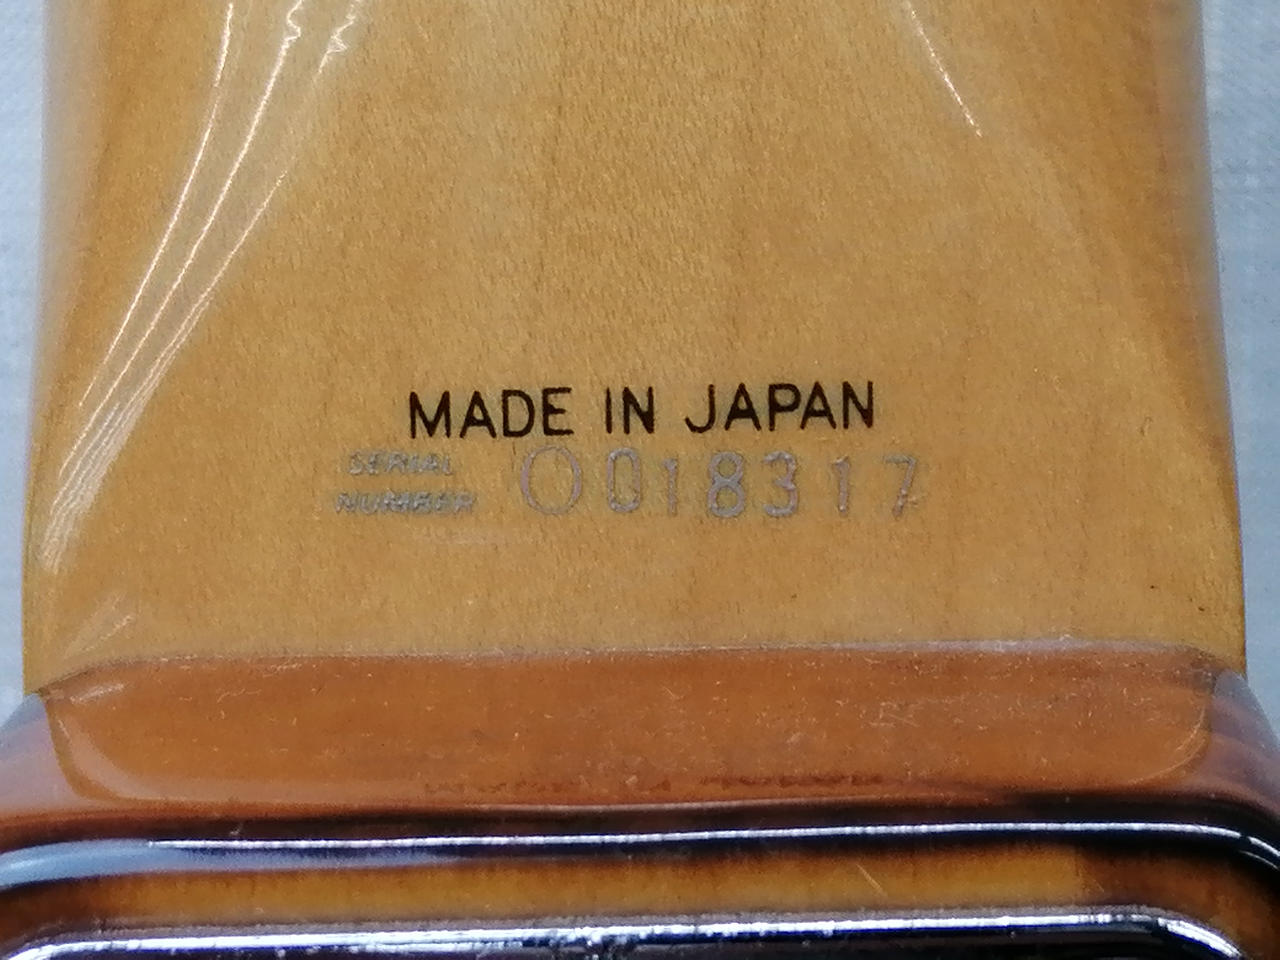 MADE IN JAPAN
SERIAL
NUMBER O018317